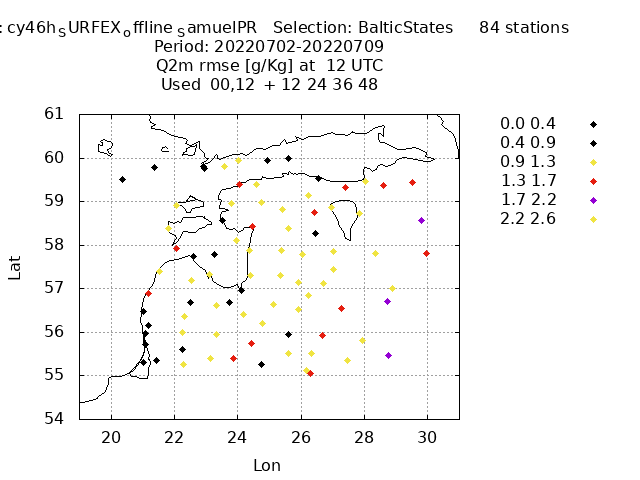 : cy46h_SURFEX_offline_SamuelPR Selection: BalticStates 84 stations
Period: 20220702-20220709
Q2m rmse [g/Kg] at 12 UTC
Used 00,12 + 12 24 36 48
0.0 0.4
0.4 0.9
0.9 1.3
1.3 1.7
1.7 2.2
2.2 2.6
61
60
59
58
57
56
55
54
Lat
20 22 24 26 28 30
Lon